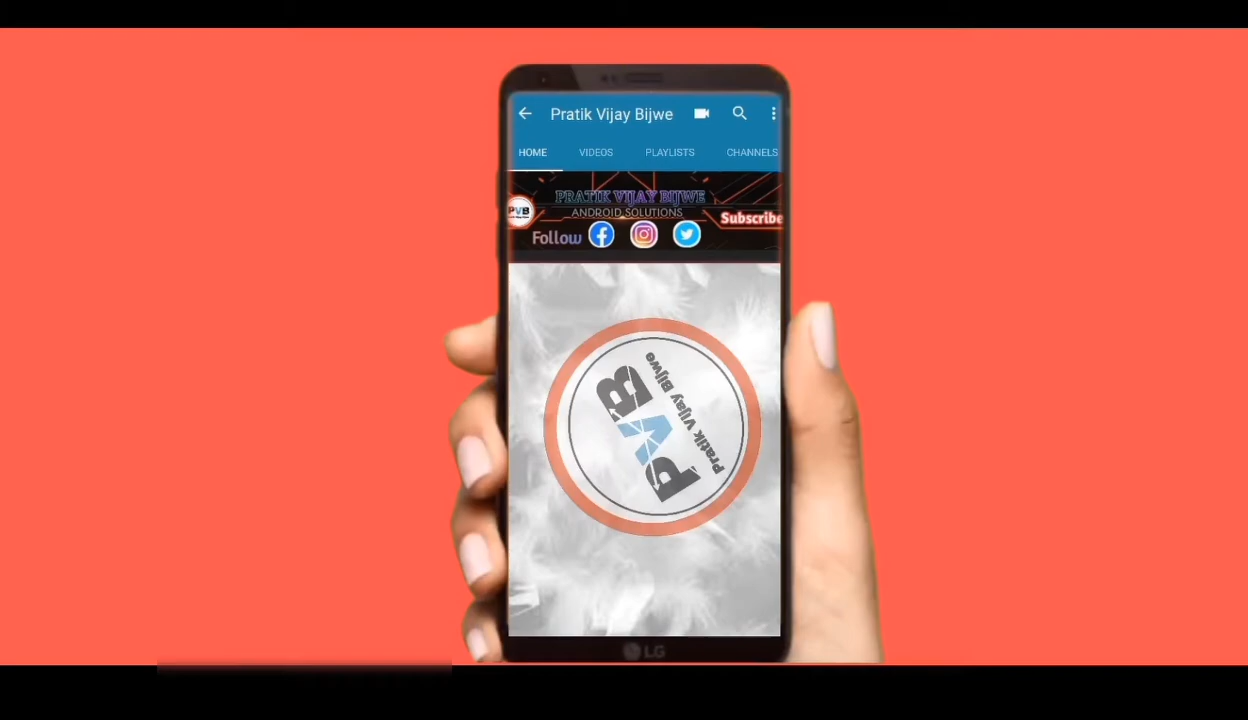 Pratik Vijay Bijwe
HOME VIDEOS PLAYLISTS CHANNELS
PRATIK VIJAY BIJWE
PVB
ANDROID SOLUTIONS
Subscribe
Follow
PVB
Pratik Vijay Bijwe
LG